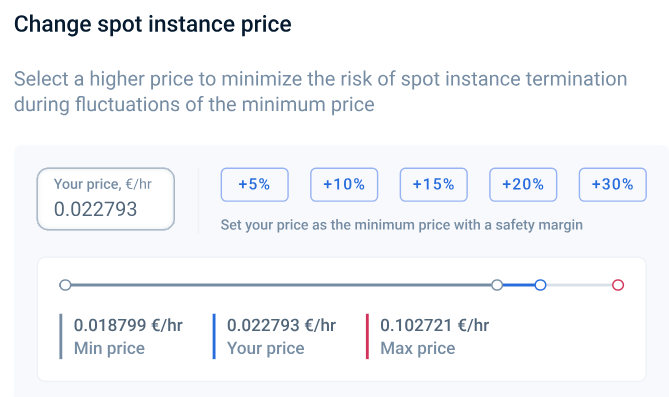 Change spot instance price
Select a higher price to minimize the risk of spot instance termination
during fluctuations of the minimum price
Your price, €/hr
0.022793
+5%
+10%
+15%
+20%
+30%
Set your price as the minimum price with a safety margin
0.018799 €/hr
Min price
0.022793 €/hr
Your price
0.102721 €/hr
Max price